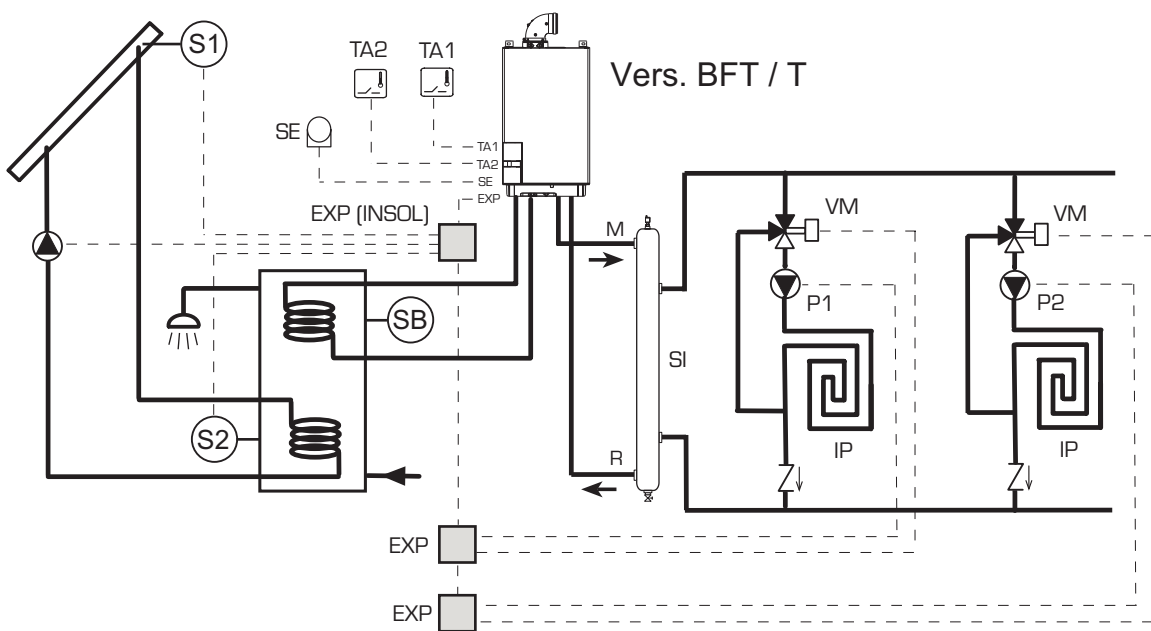 S1
TA2
TA1
Vers. BFT / T
SE
TA1
TA2
SE
EXP
EXP (INSOL)
M
VM
VM
P1
P2
SB
SI
S2
R
IP
IP
EXP
EXP